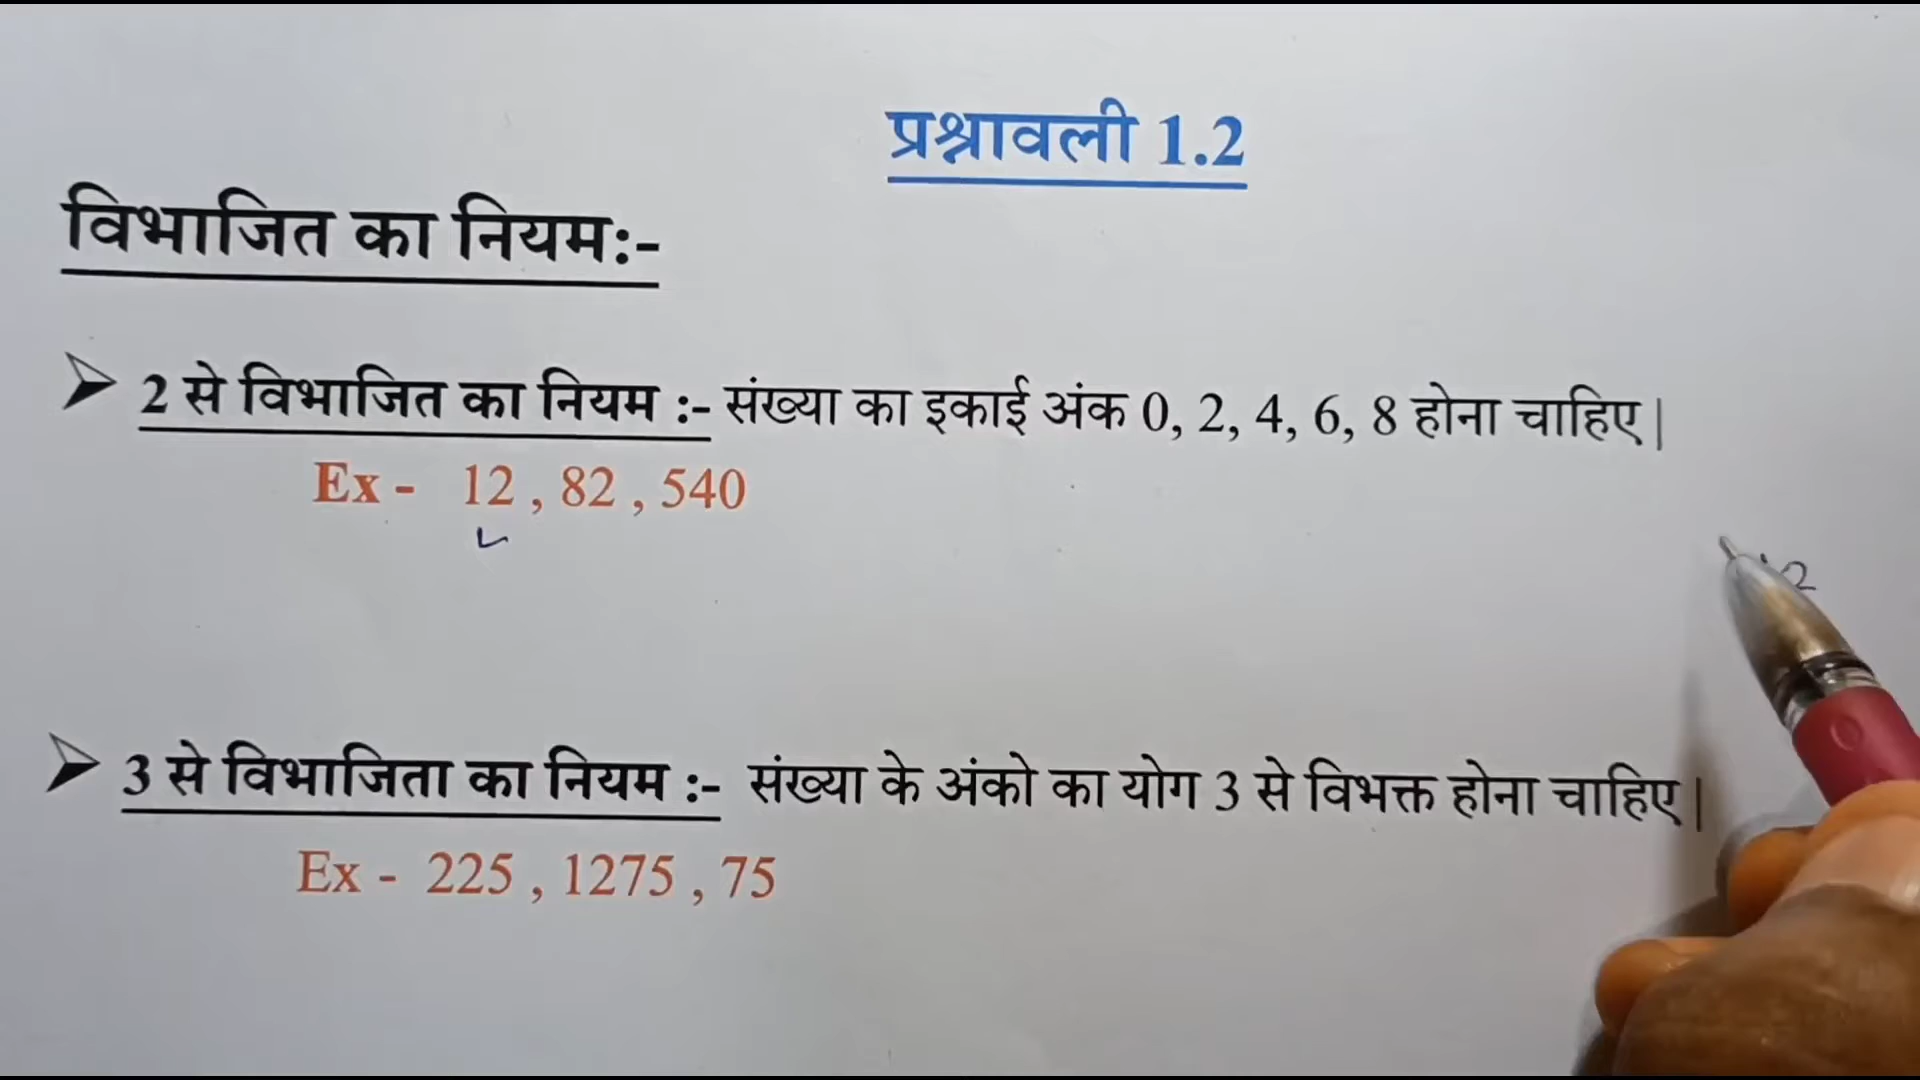 प्रश्नावली 1.2
विभाजित का नियम:-
2 से विभाजित का नियम :- संख्या का इकाई अंक 0, 2, 4, 6, 8 होना चाहिए|
Ex - 12 , 82 , 540
2
3 से विभाजिता का नियम :- संख्या के अंको का योग 3 से विभक्त होना चाहिए|
Ex - 225 , 1275 , 75